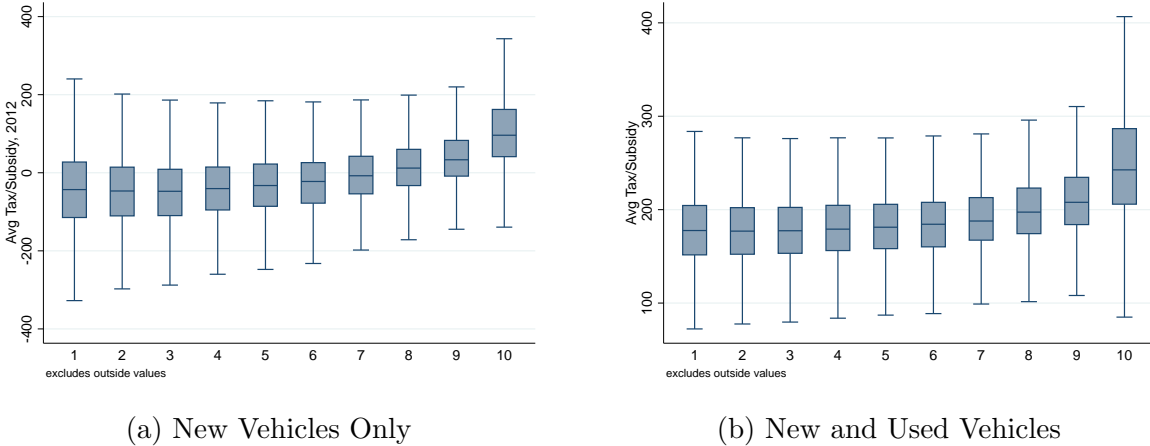 Avg Tax/Subsidy, 2012
400
200
0
-200
-400
1 2 3 4 5 6 7 8 9 10
excludes outside values
(a) New Vehicles Only
Avg Tax/Subsidy
400
300
200
100
1 2 3 4 5 6 7 8 9 10
excludes outside values
(b) New and Used Vehicles